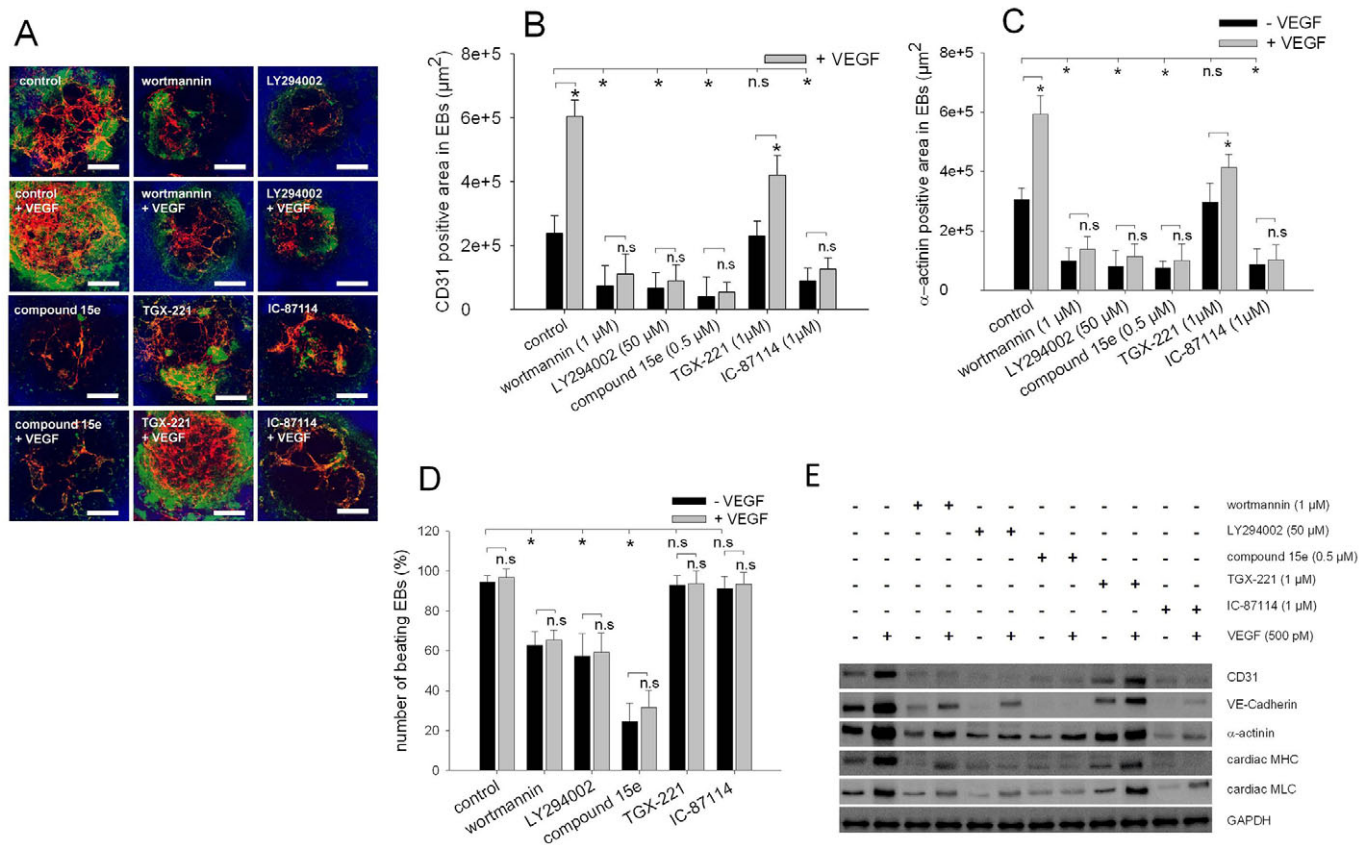 A
control
wortmannin
LY294002
control
+ VEGF
wortmannin
+ VEGF
LY294002
+ VEGF
compound 15e
TGX-221
IC-87114
compound 15e
+ VEGF
TGX-221
+ VEGF
IC-87114
+ VEGF
B
+ VEGF
CD31 positive area in EBs (µm²)
8e+5
6e+5
4e+5
2e+5
0
* * * n.s *
* n.s n.s n.s * n.s
control
wortmannin (1 µM)
LY294002 (50 µM)
compound 15e (0.5 µM)
TGX-221 (1µM)
IC-87114 (1µM)
C
- VEGF
+ VEGF
α-actinin positive area in EBs (µm²
8e+5
6e+5
4e+5
2e+5
0
* * * n.s *
* n.s n.s n.s * n.s
control
wortmannin (1 µM)
LY294002 (50 µM)
compound 15e (0.5 µM)
TGX-221 (1µM)
IC-87114 (1µM)
D
- VEGF
+ VEGF
number of beating EBs (%)
120
100
80
60
40
20
0
* * * n.s n.s
n.s n.s n.s n.s n.s n.s
control
wortmannin
LY294002
compound 15e
TGX-221
IC-87114
E
- - + + - - - - - - - - wortmannin (1 µM)
- - - - + + - - - - - - LY294002 (50 µM)
- - - - - - + + - - - - compound 15e (0.5 µM)
- - - - - - - - + + - - TGX-221 (1 µM)
- - - - - - - - - - + + IC-87114 (1 µM)
- + - + - + - + - + - + VEGF (500 pM)
CD31
VE-Cadherin
α-actinin
cardiac MHC
cardiac MLC
GAPDH